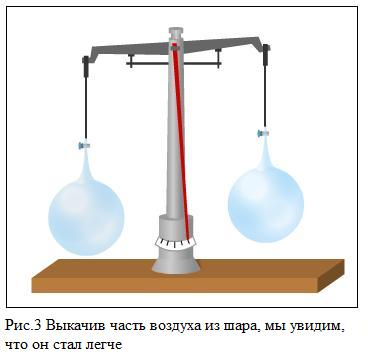 Рис.3 Выкачив часть воздуха из шара, мы увидим,
что он стал легче